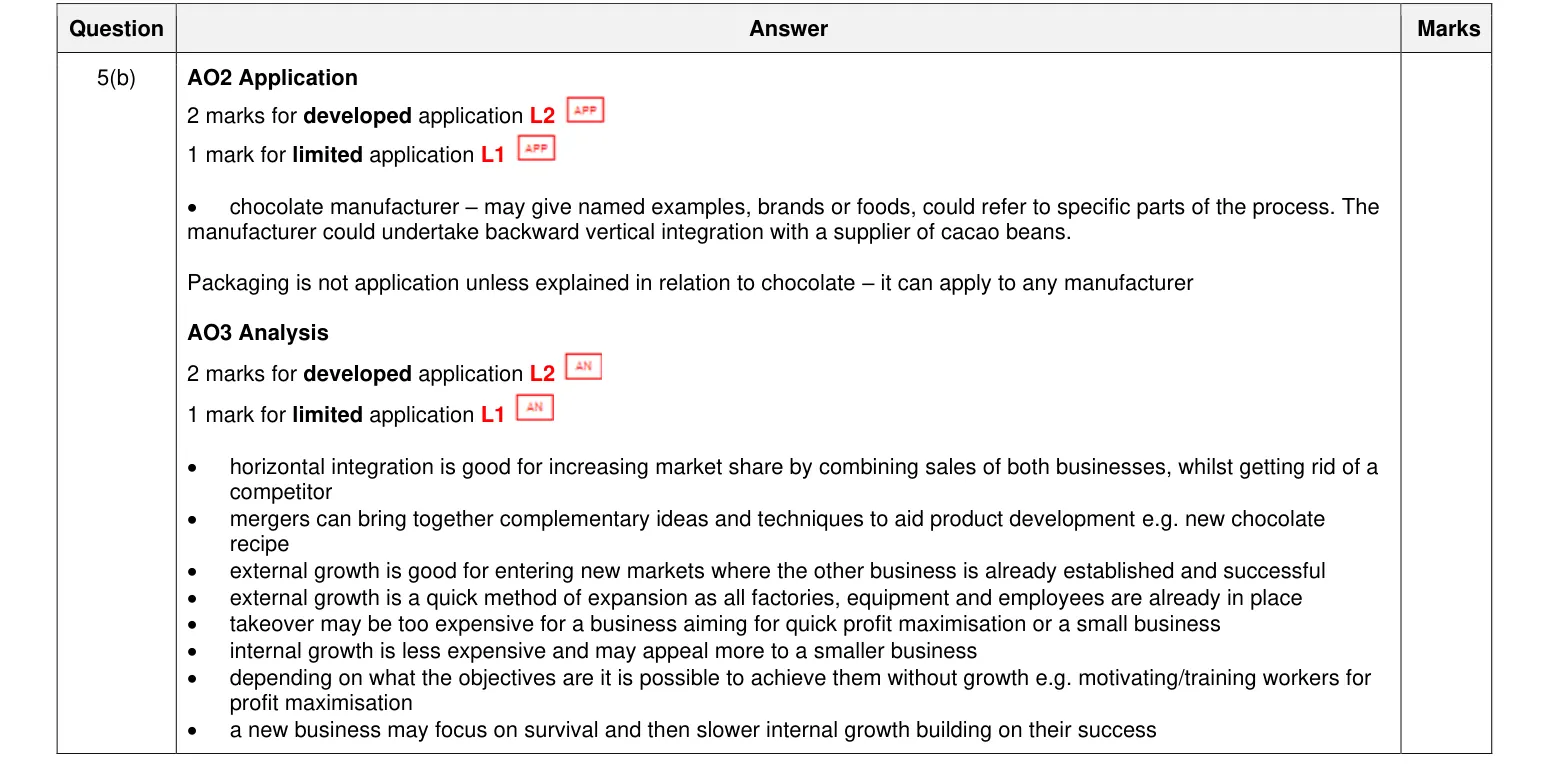 Question Answer Marks
5(b) AO2 Application
2 marks for developed application L2 APP
1 mark for limited application L1 APP
• chocolate manufacturer – may give named examples, brands or foods, could refer to specific parts of the process. The
manufacturer could undertake backward vertical integration with a supplier of cacao beans.
Packaging is not application unless explained in relation to chocolate – it can apply to any manufacturer
AO3 Analysis
2 marks for developed application L2 AN
1 mark for limited application L1 AN
• horizontal integration is good for increasing market share by combining sales of both businesses, whilst getting rid of a
competitor
• mergers can bring together complementary ideas and techniques to aid product development e.g. new chocolate
recipe
• external growth is good for entering new markets where the other business is already established and successful
• external growth is a quick method of expansion as all factories, equipment and employees are already in place
• takeover may be too expensive for a business aiming for quick profit maximisation or a small business
• internal growth is less expensive and may appeal more to a smaller business
• depending on what the objectives are it is possible to achieve them without growth e.g. motivating/training workers for
profit maximisation
• a new business may focus on survival and then slower internal growth building on their success